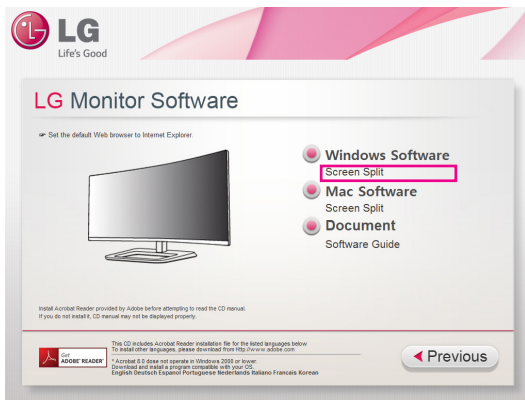 LG
Life's Good
LG Monitor Software
☞ Set the default Web browser to Internet Explorer.
Windows Software
Screen Split
Mac Software
Screen Split
Document
Software Guide
Install Acrobat Reader provided by Adobe before attempting to read the CD manual.
If you do not install it, CD manual may not be displayed properly.
Get
ADOBE® READER®
This CD includes Acrobat Reader installation file for the listed languages below
To install other languages, please download from Http://www.adobe.com
* Acrobat 8.0 dose not operate in Windows 2000 or lower.
Download and install a program compatible with your OS.
English Deutsch Espanol Portuguese Nederlands Italiano Francais Korean
Previous